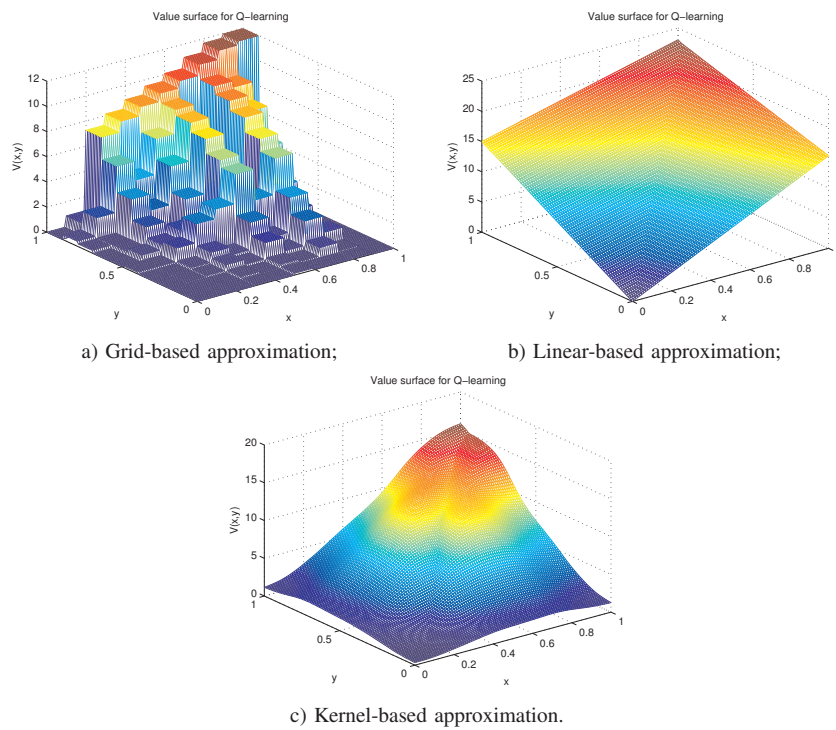 Value surface for Q−learning
12
10
8
6
4
2
0
V(x,y)
1
0.5
0
y
0
0.2
0.4
0.6
0.8
1
x
a) Grid-based approximation;
Value surface for Q−learning
25
20
15
10
5
0
V(x,y)
1
0.5
0
y
0
0.2
0.4
0.6
0.8
x
b) Linear-based approximation;
Value surface for Q−learning
20
15
10
5
0
V(x,y)
1
0.5
0
y
0
0.2
0.4
0.6
0.8
1
x
c) Kernel-based approximation.